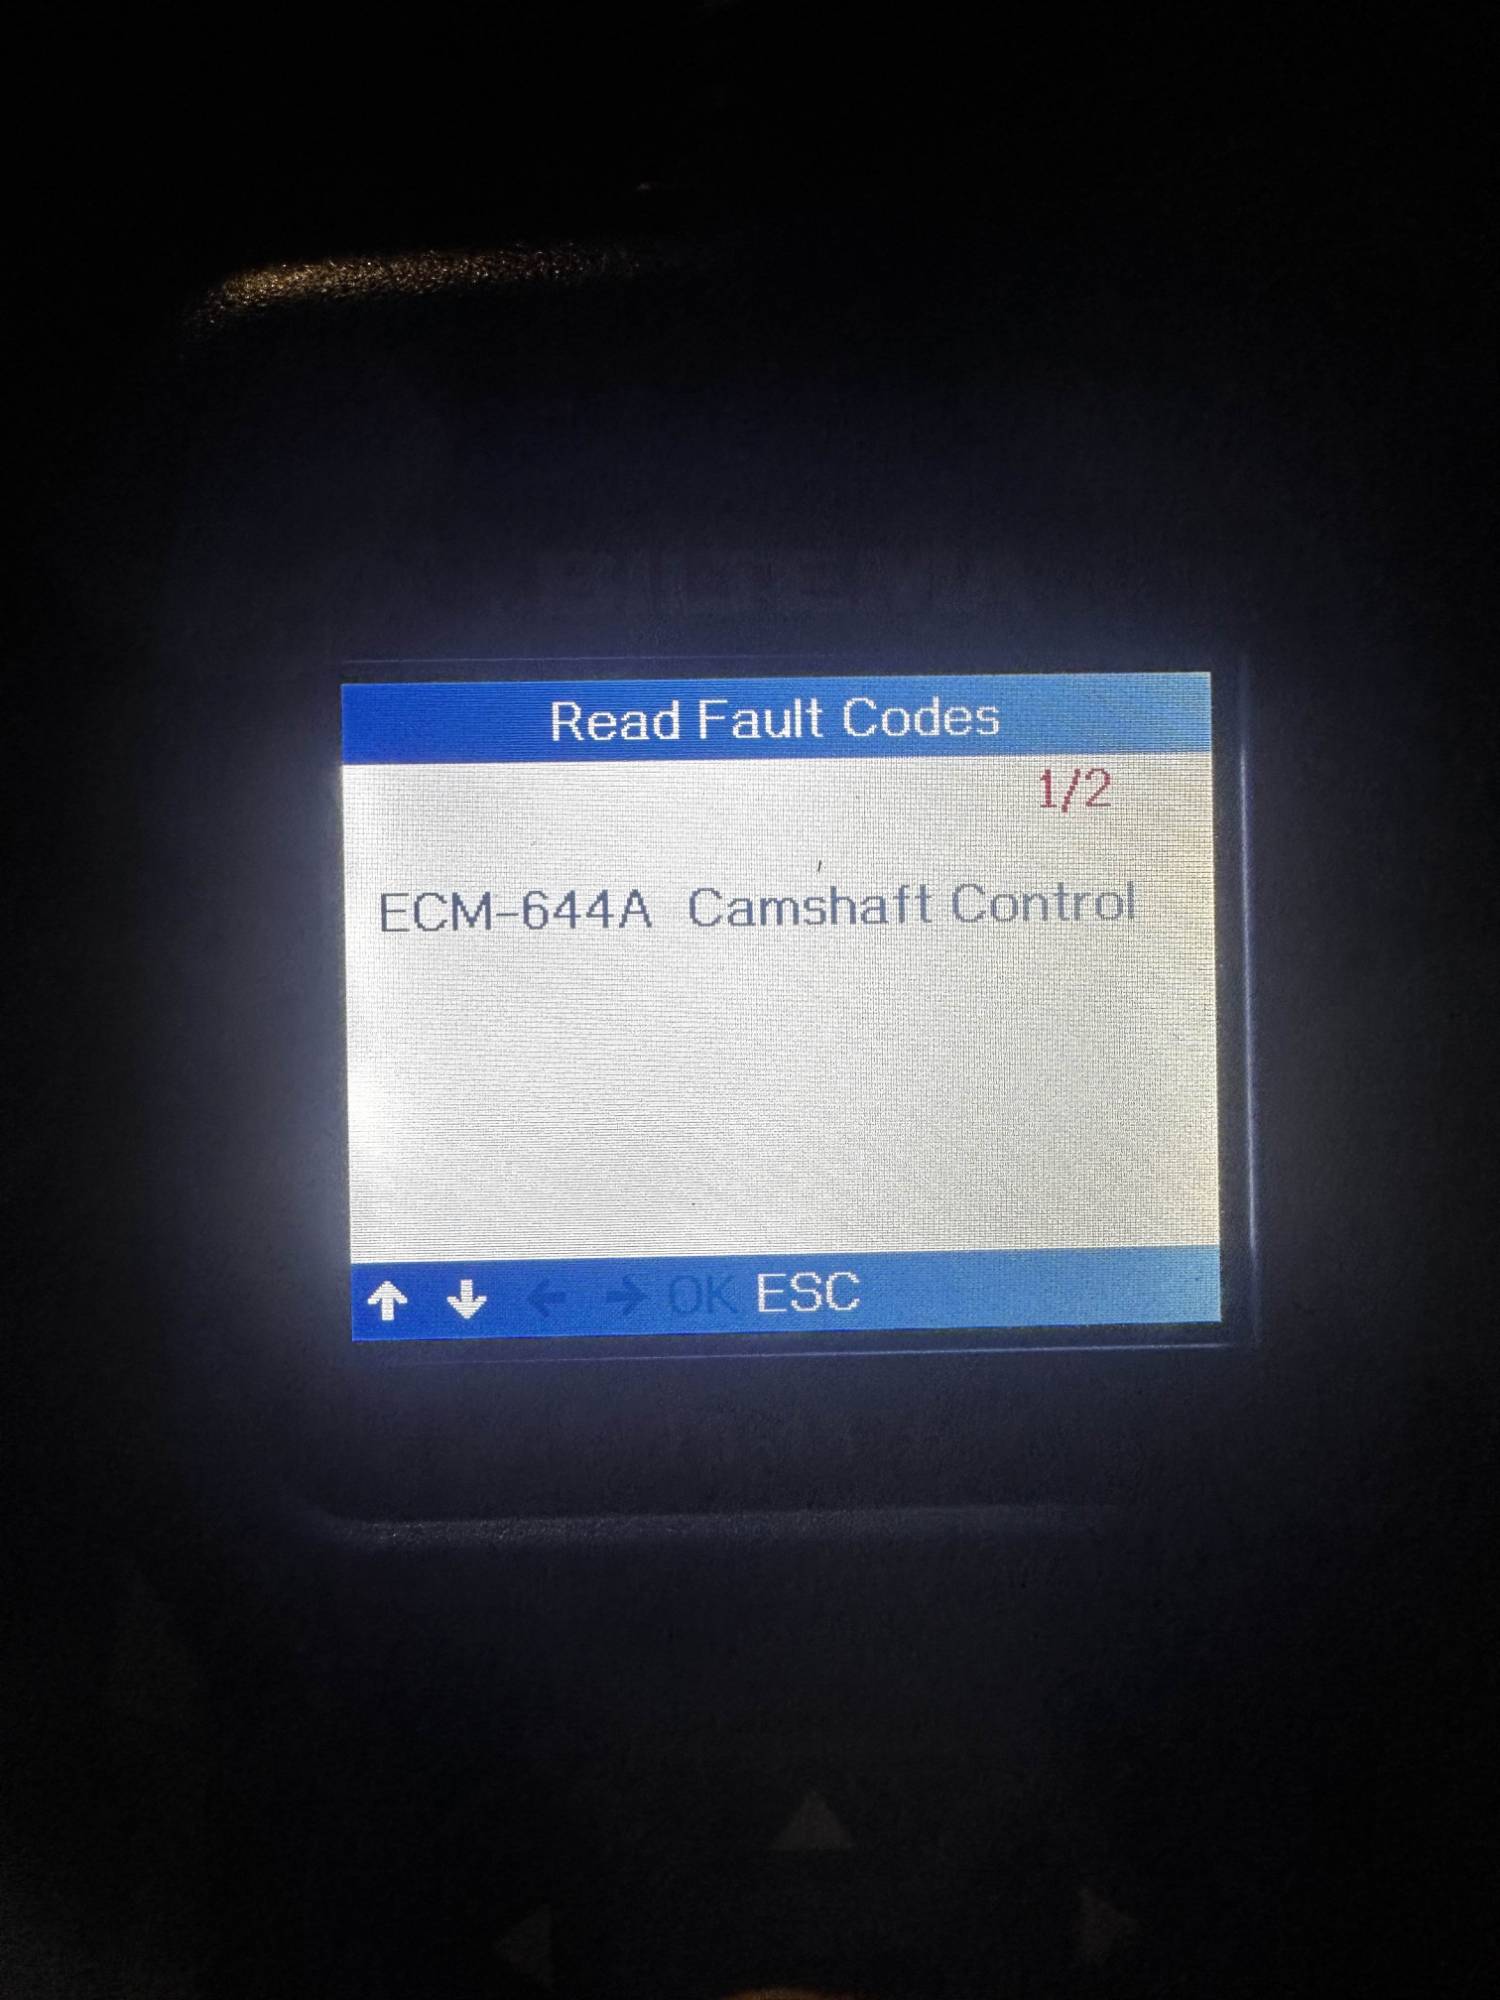 Read Fault Codes
1/2
ECM-644A Camshaft Control
OK ESC